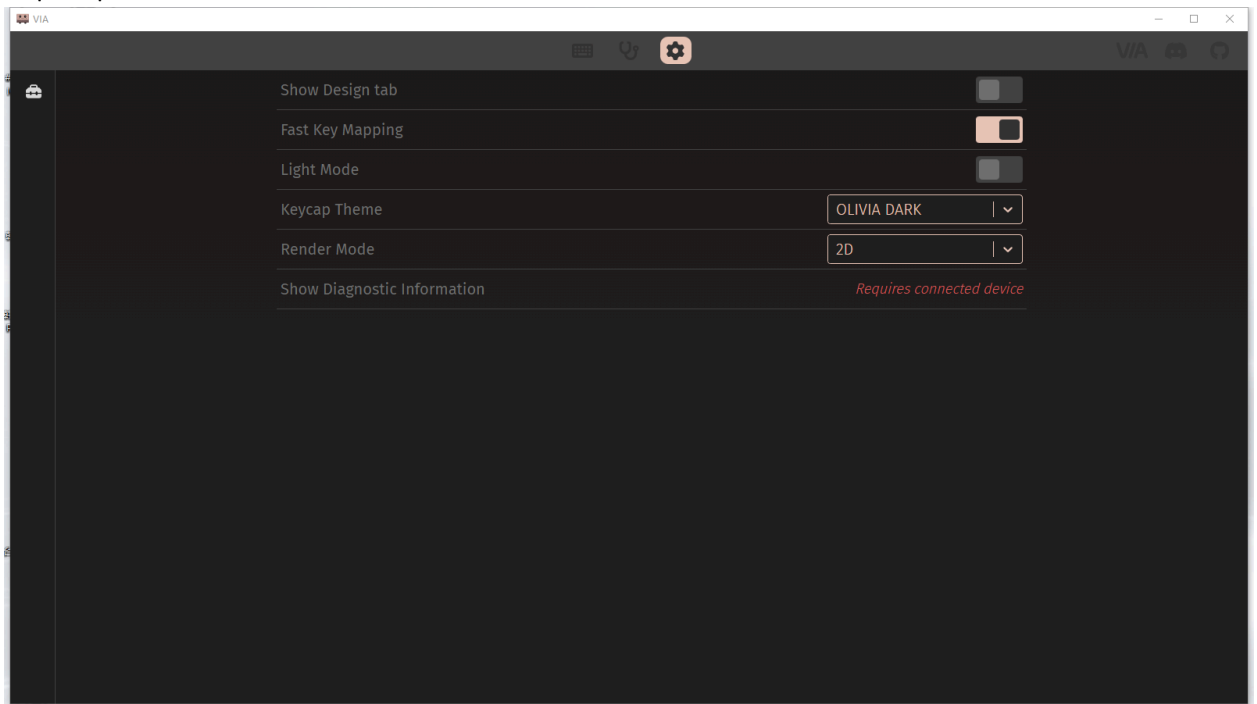 VIA
VIA
Show Design tab
Fast Key Mapping
Light Mode
Keycap Theme
OLIVIA DARK
Render Mode
2D
Show Diagnostic Information
Requires connected device